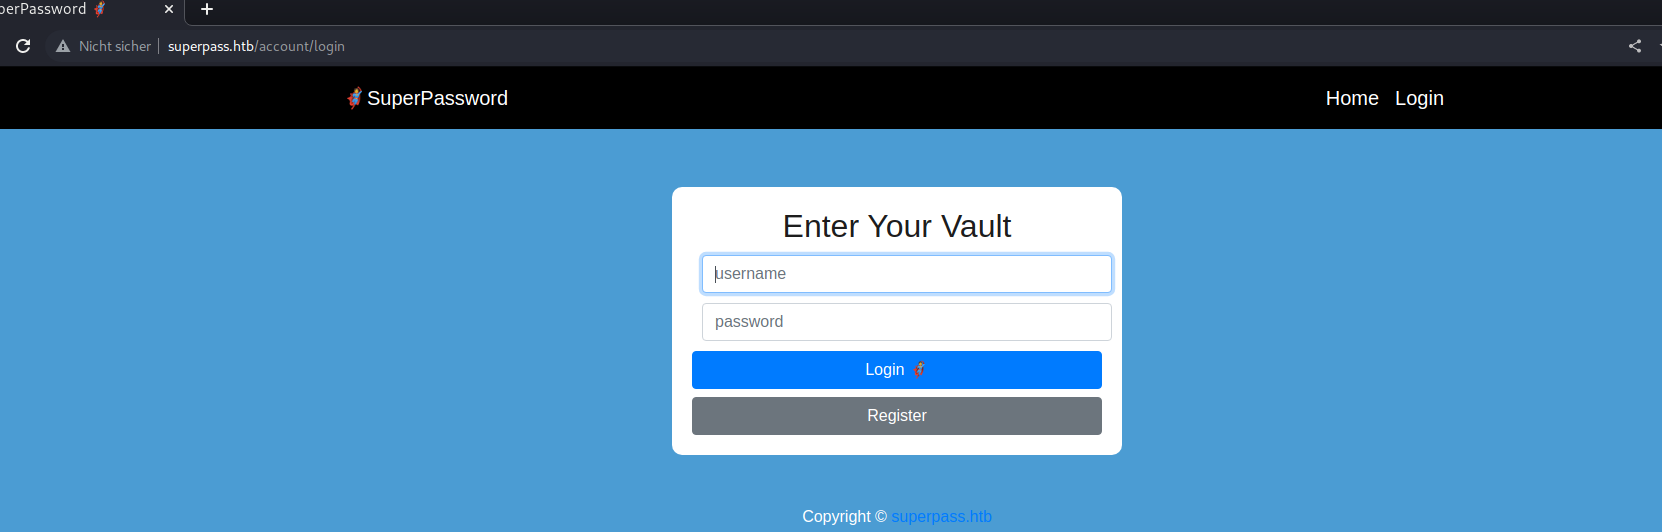 perPassword
Nicht sicher | superpass.htb/account/login
SuperPassword
Home Login
Enter Your Vault
username
password
Login
Register
Copyright © superpass.htb